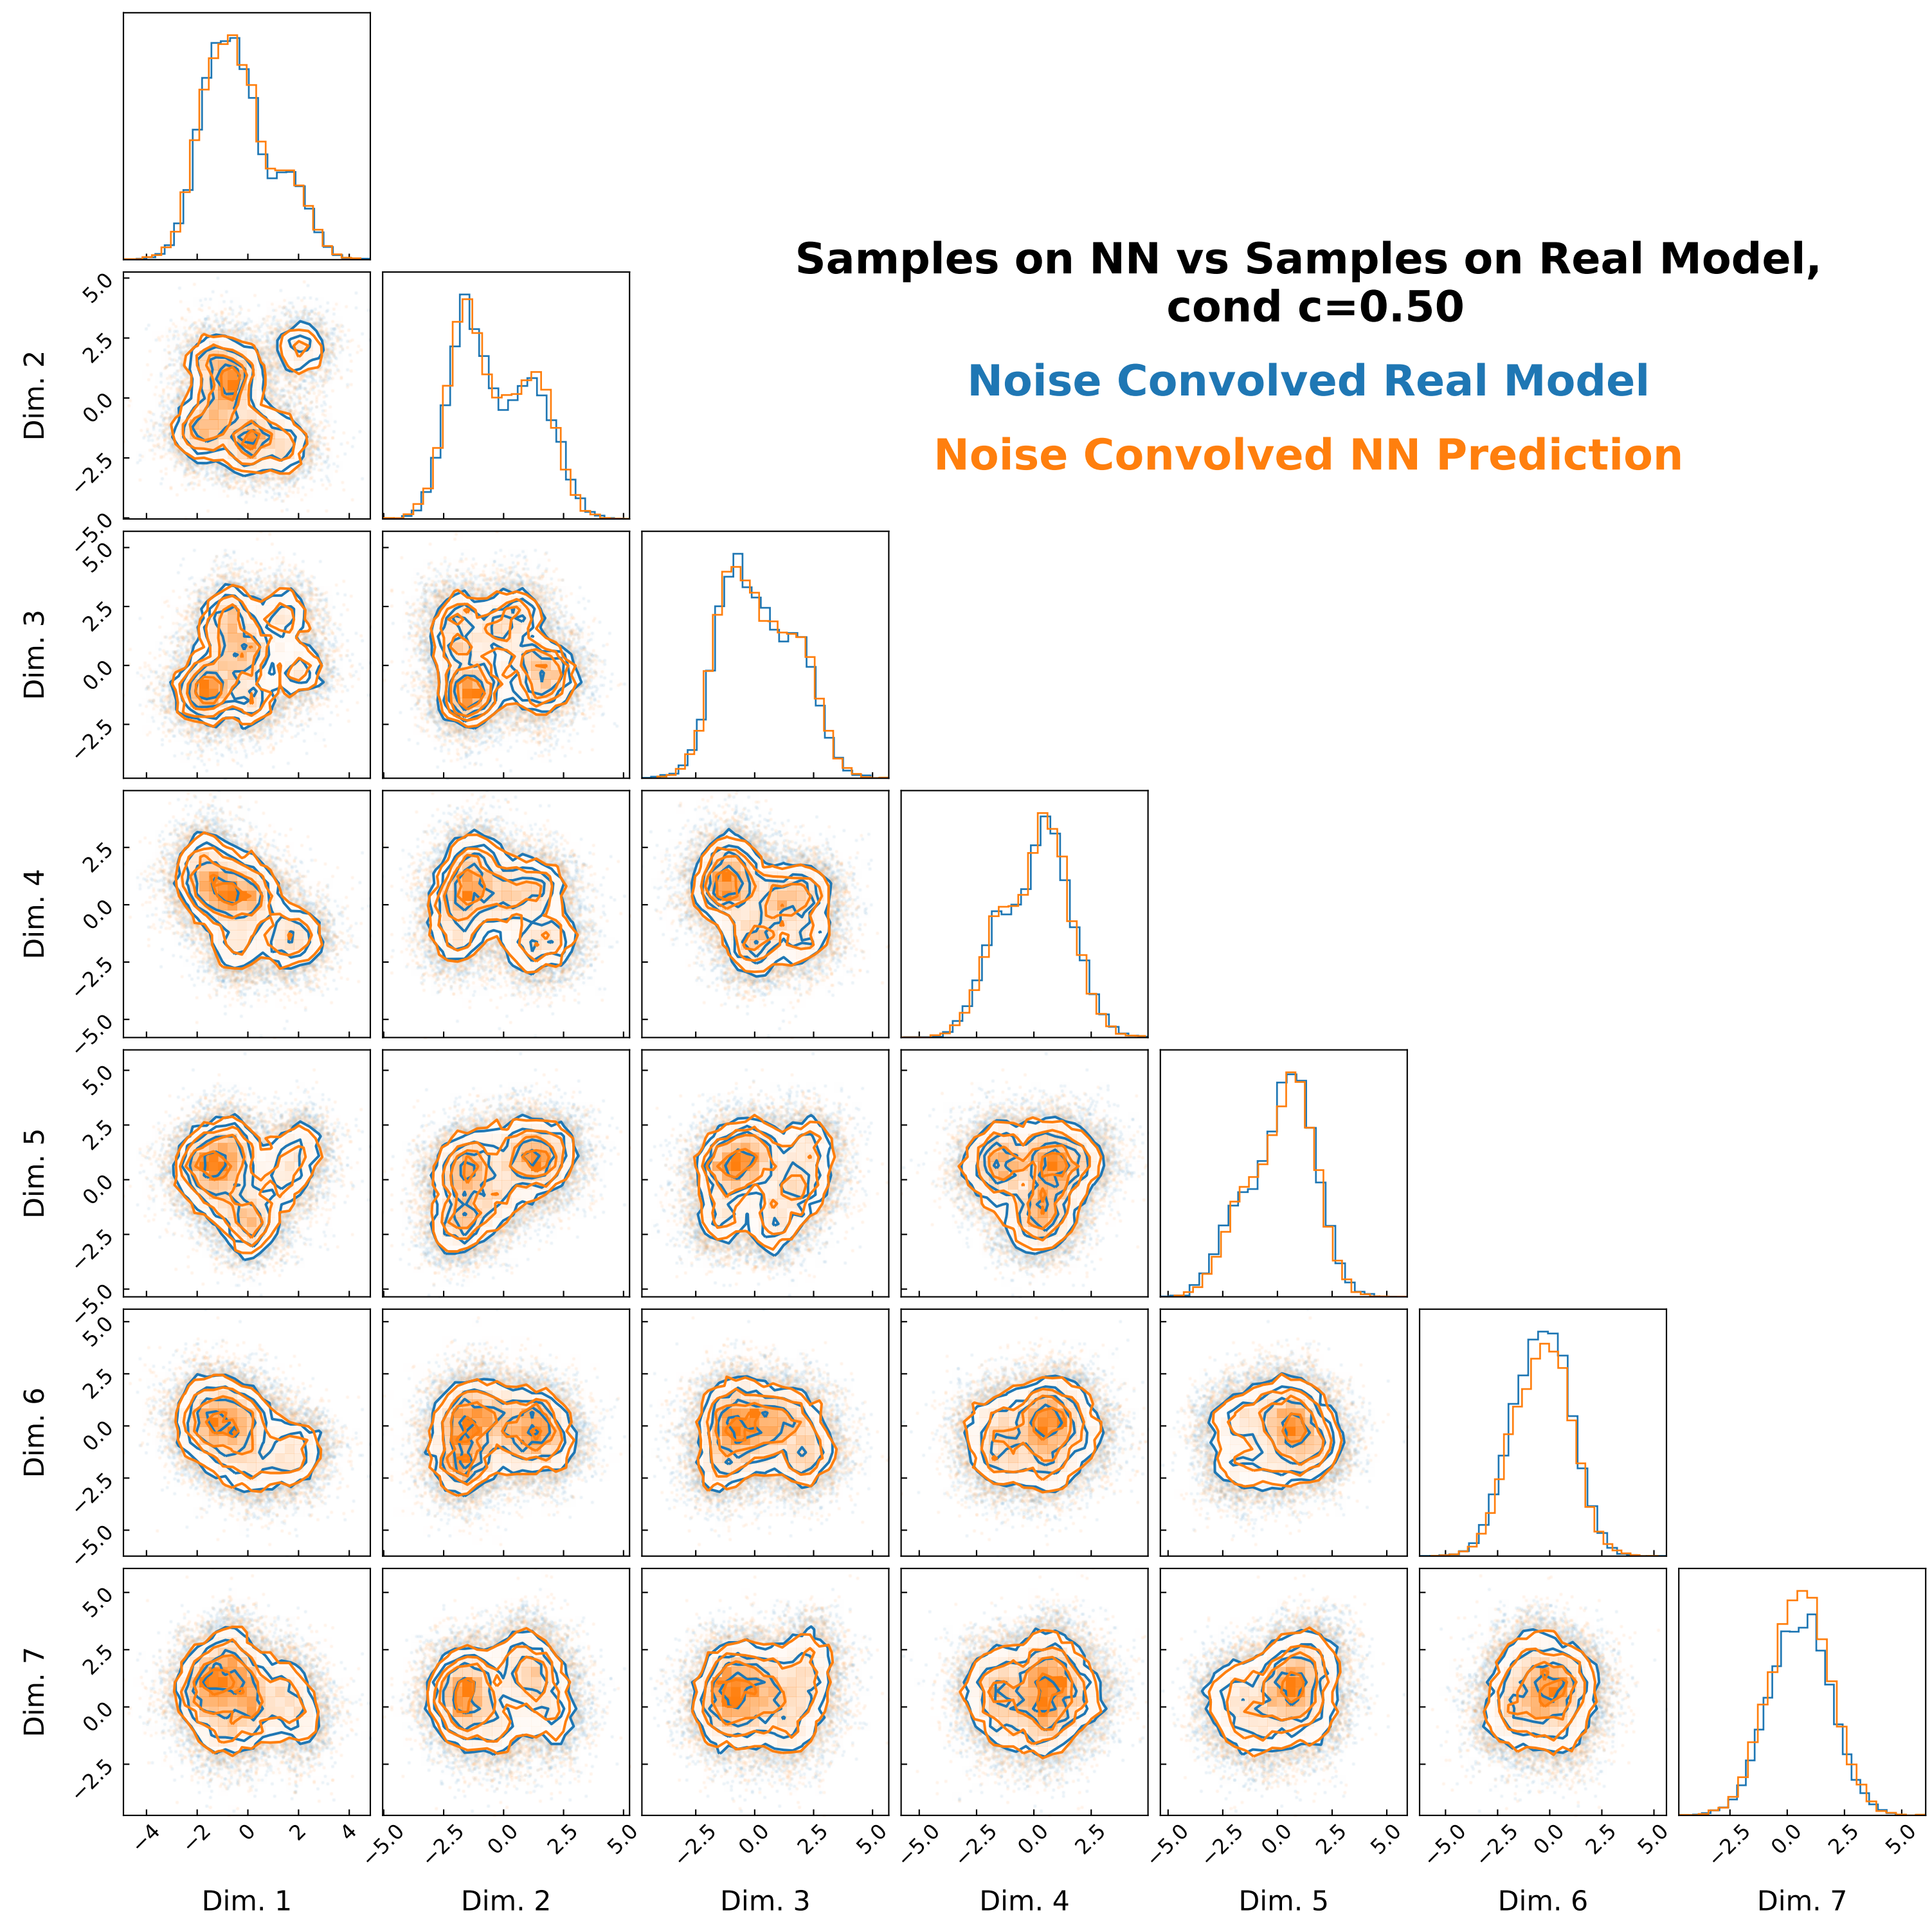 Samples on NN vs Samples on Real Model,
cond c=0.50
Noise Convolved Real Model
Noise Convolved NN Prediction
5.0
2.5
0.0
−2.5
−5.0
Dim. 2
5.0
2.5
0.0
−2.5
Dim. 3
2.5
0.0
−2.5
−5.0
Dim. 4
5.0
2.5
0.0
−2.5
−5.0
Dim. 5
5.0
2.5
0.0
−2.5
−5.0
Dim. 6
5.0
2.5
0.0
−2.5
Dim. 7
−4 −2 0 2 4
−5.0 −2.5 0.0 2.5 5.0
−2.5 0.0 2.5 5.0
−5.0 −2.5 0.0 2.5
−5.0 −2.5 0.0 2.5 5.0
−5.0 −2.5 0.0 2.5 5.0
−2.5 0.0 2.5 5.0
Dim. 1 Dim. 2 Dim. 3 Dim. 4 Dim. 5 Dim. 6 Dim. 7